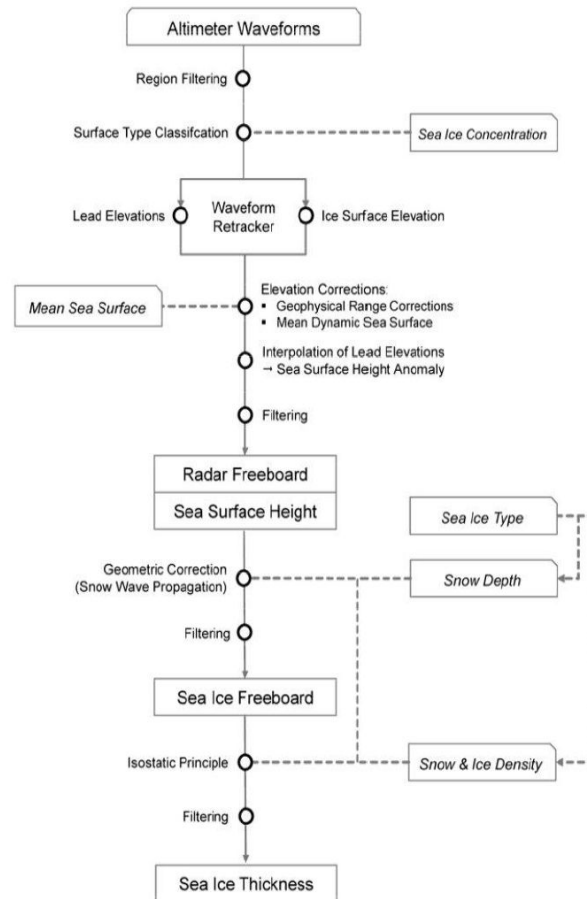 Altimeter Waveforms
Region Filtering
Surface Type Classifcation
Sea Ice Concentration
Lead Elevations
Waveform
Retracker
Ice Surface Elevation
Mean Sea Surface
Elevation Corrections:
▪ Geophysical Range Corrections
▪ Mean Dynamic Sea Surface
Interpolation of Lead Elevations
→ Sea Surface Height Anomaly
Filtering
Radar Freeboard
Sea Surface Height
Sea Ice Type
Geometric Correction
(Snow Wave Propagation)
Snow Depth
Filtering
Sea Ice Freeboard
Isostatic Principle
Snow & Ice Density
Filtering
Sea Ice Thickness